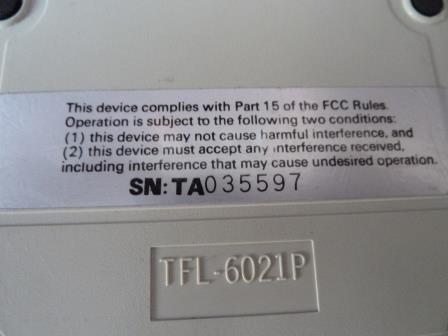 This device complies with Part 15 of the FCC Rules.
Operation is subject to the following two conditions:
(1) this device may not cause harmful interference, and
(2) this device must accept any interference received,
including interference that may cause undesired operation.
SN:TA035597
TFL-6021P